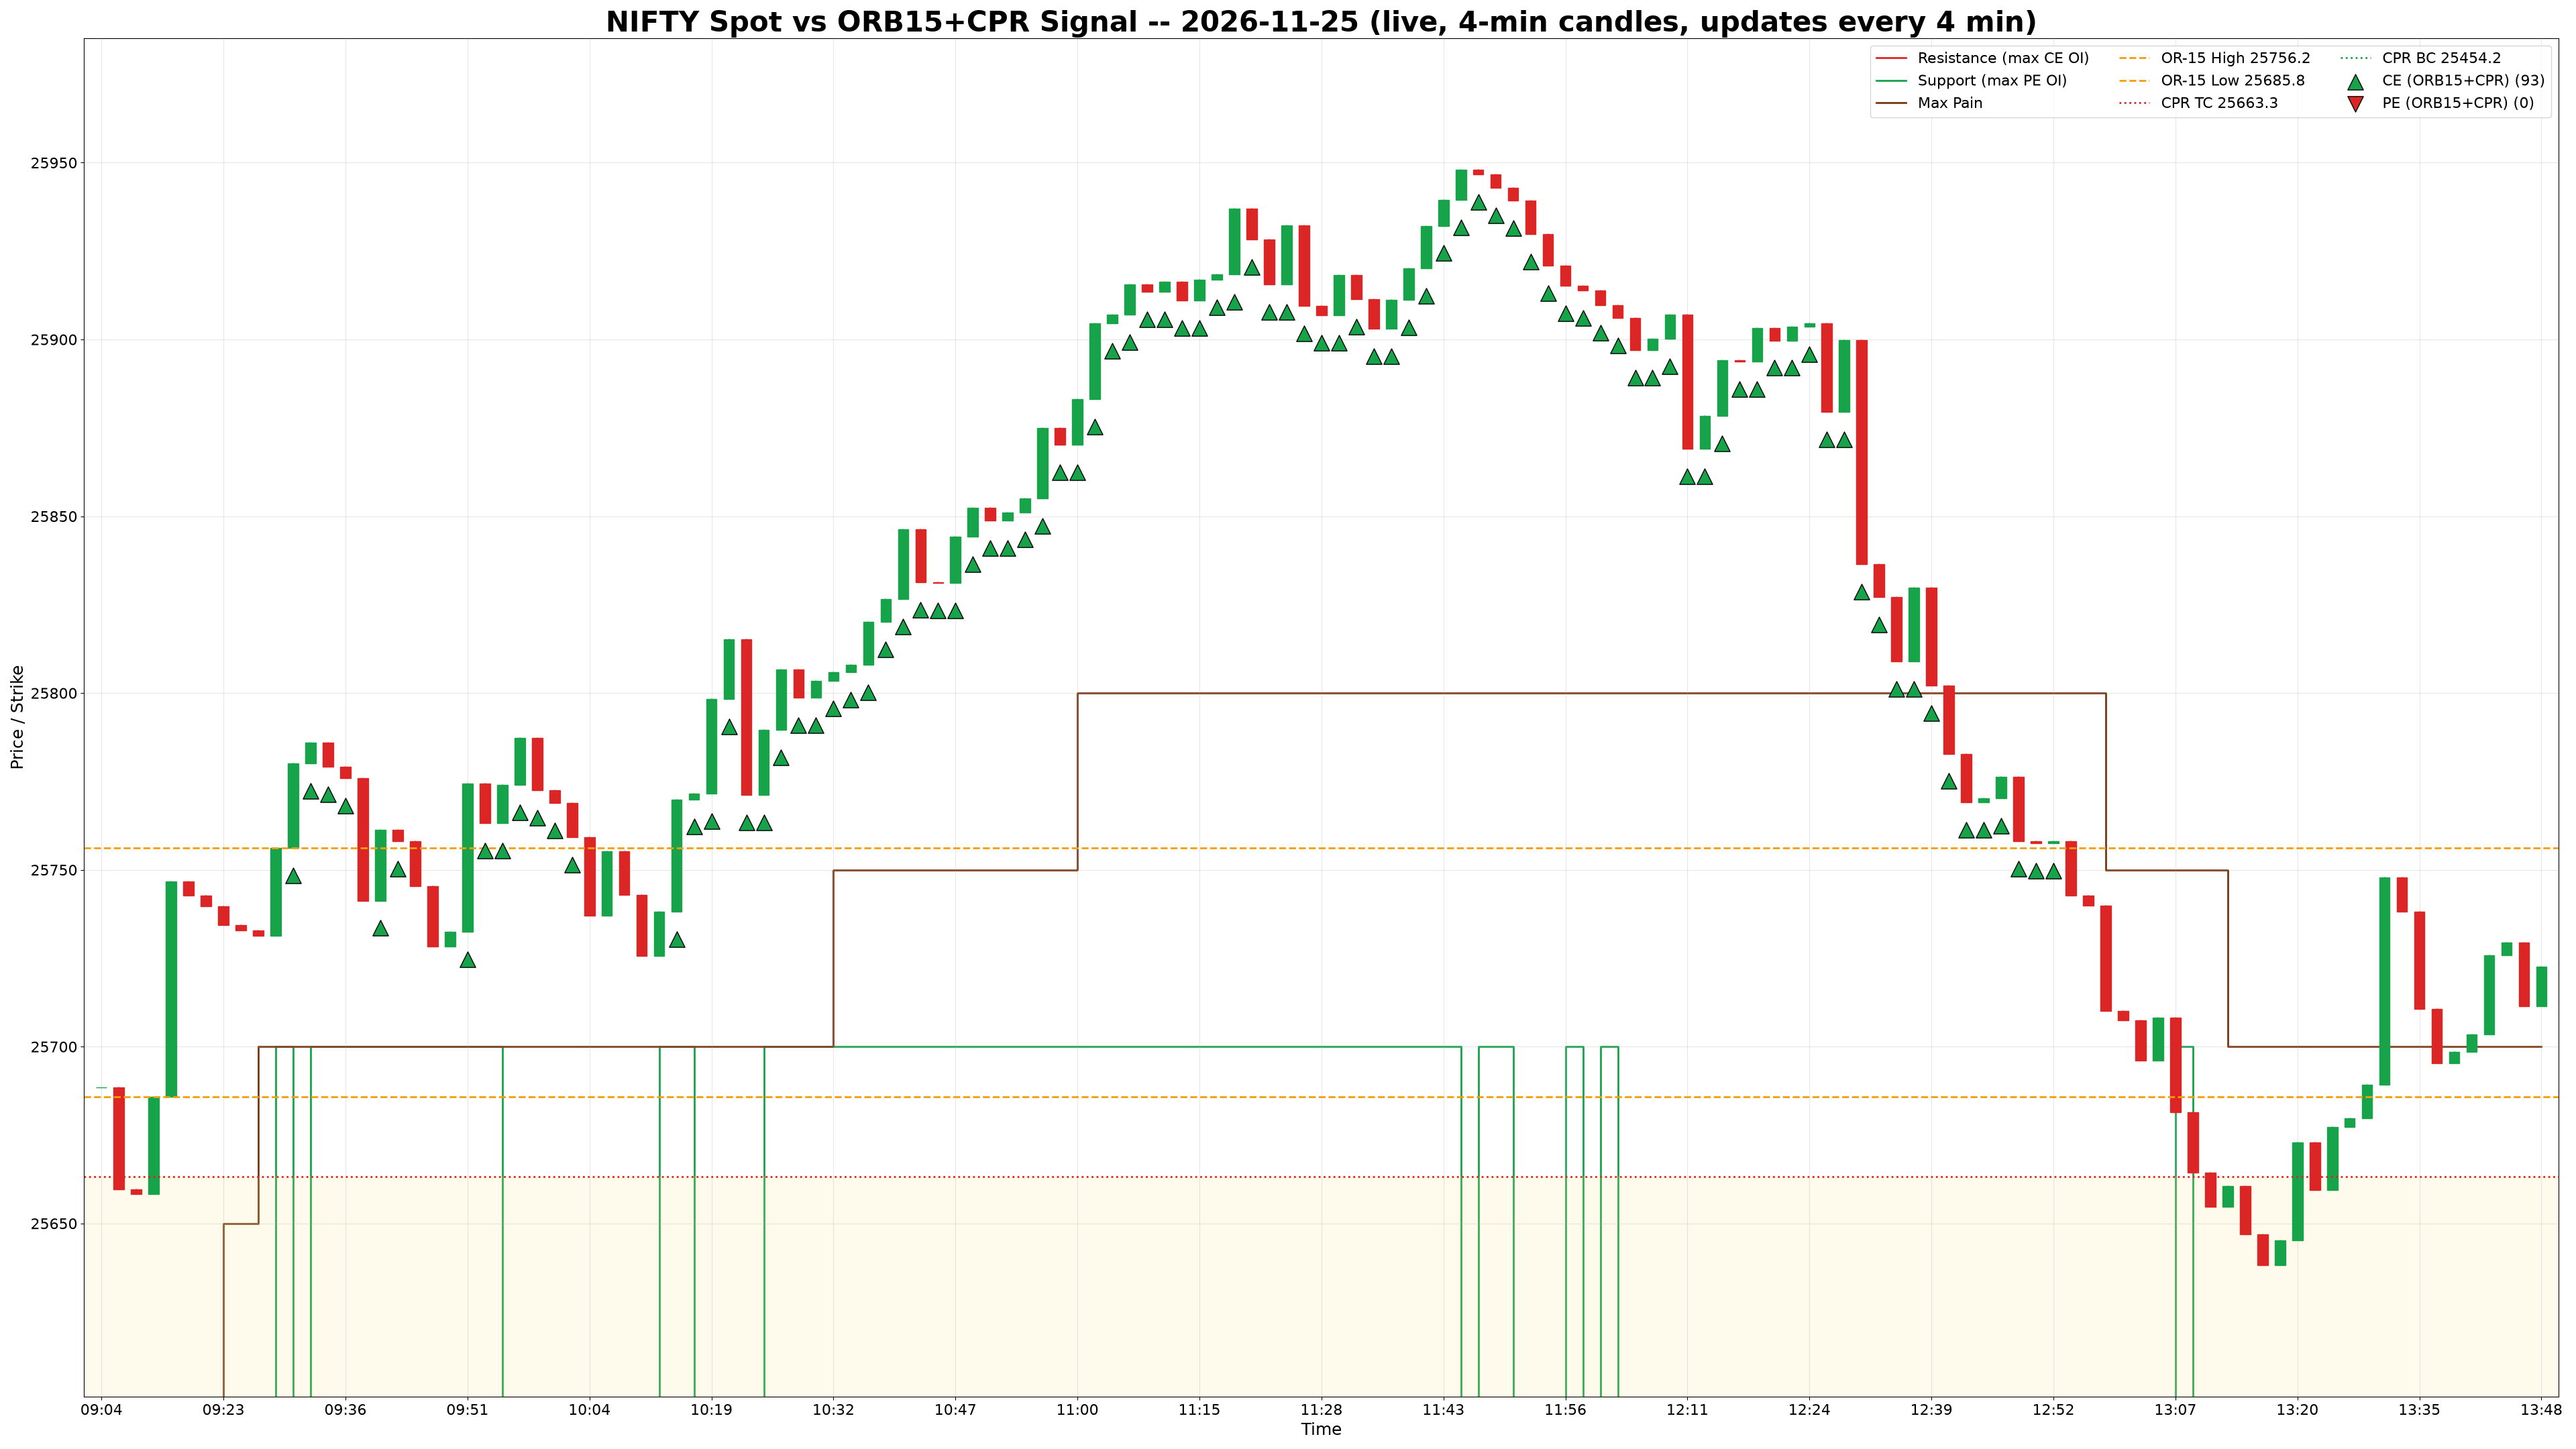 NIFTY Spot vs ORB15+CPR Signal -- 2026-11-25 (live, 4-min candles, updates every 4 min)
Resistance (max CE OI)
Support (max PE OI)
Max Pain
OR-15 High 25756.2
OR-15 Low 25685.8
CPR TC 25663.3
CPR BC 25454.2
CE (ORB15+CPR) (93)
PE (ORB15+CPR) (0)
Price / Strike
25950
25900
25850
25800
25750
25700
25650
09:04 09:23 09:36 09:51 10:04 10:19 10:32 10:47 11:00 11:15 11:28 11:43 11:56 12:11 12:24 12:39 12:52 13:07 13:20 13:35 13:48
Time